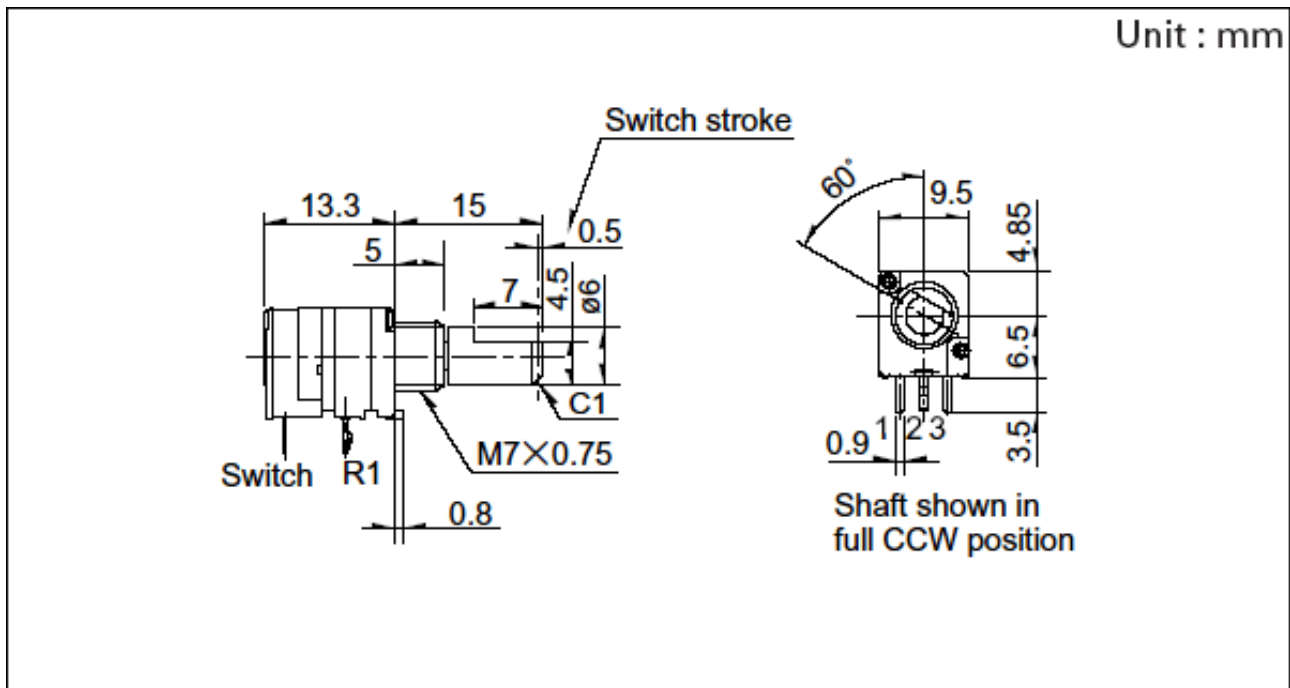 Unit : mm
Switch stroke
13.3
15
0.5
5
7
4.5
ø6
C1
M7×0.75
Switch
R1
0.8
60°
9.5
4.85
6.5
3.5
1 2 3
0.9
Shaft shown in
full CCW position